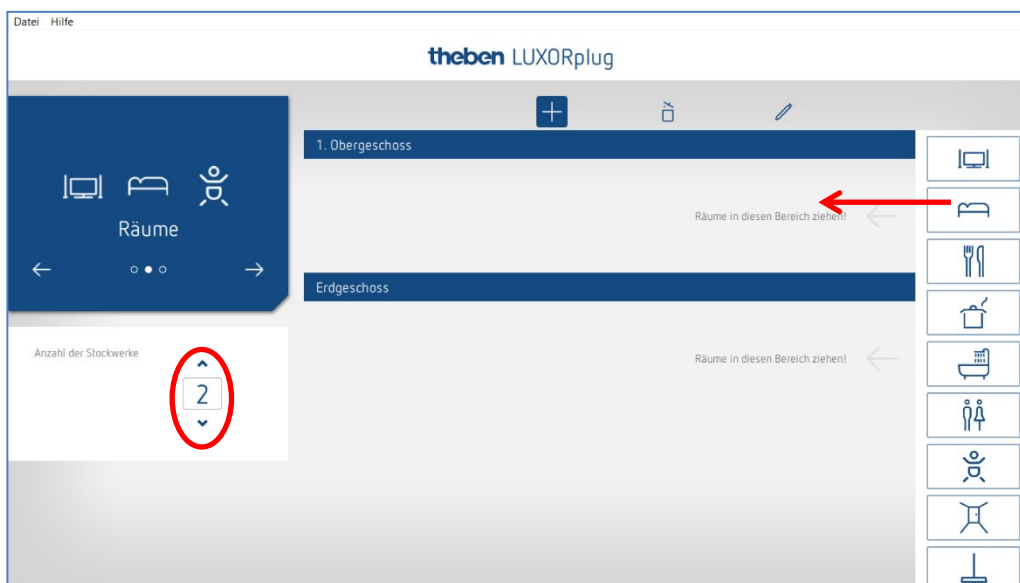 Datei Hilfe
theben LUXORplug
1. Obergeschoss
Räume in diesen Bereich ziehen!
Räume
Erdgeschoss
Anzahl der Stockwerke
2
Räume in diesen Bereich ziehen!